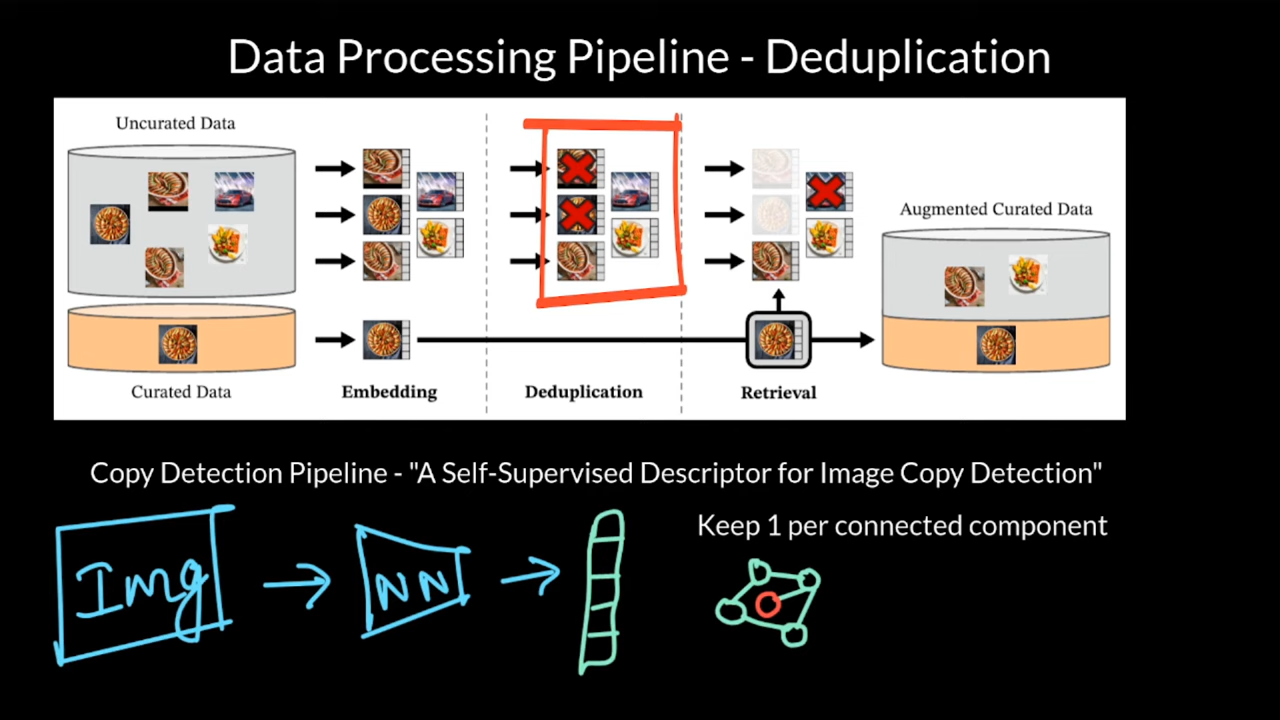 Data Processing Pipeline - Deduplication
Uncurated Data
Augmented Curated Data
Curated Data
Embedding
Deduplication
Retrieval
Copy Detection Pipeline - "A Self-Supervised Descriptor for Image Copy Detection"
Keep 1 per connected component
Img
NN